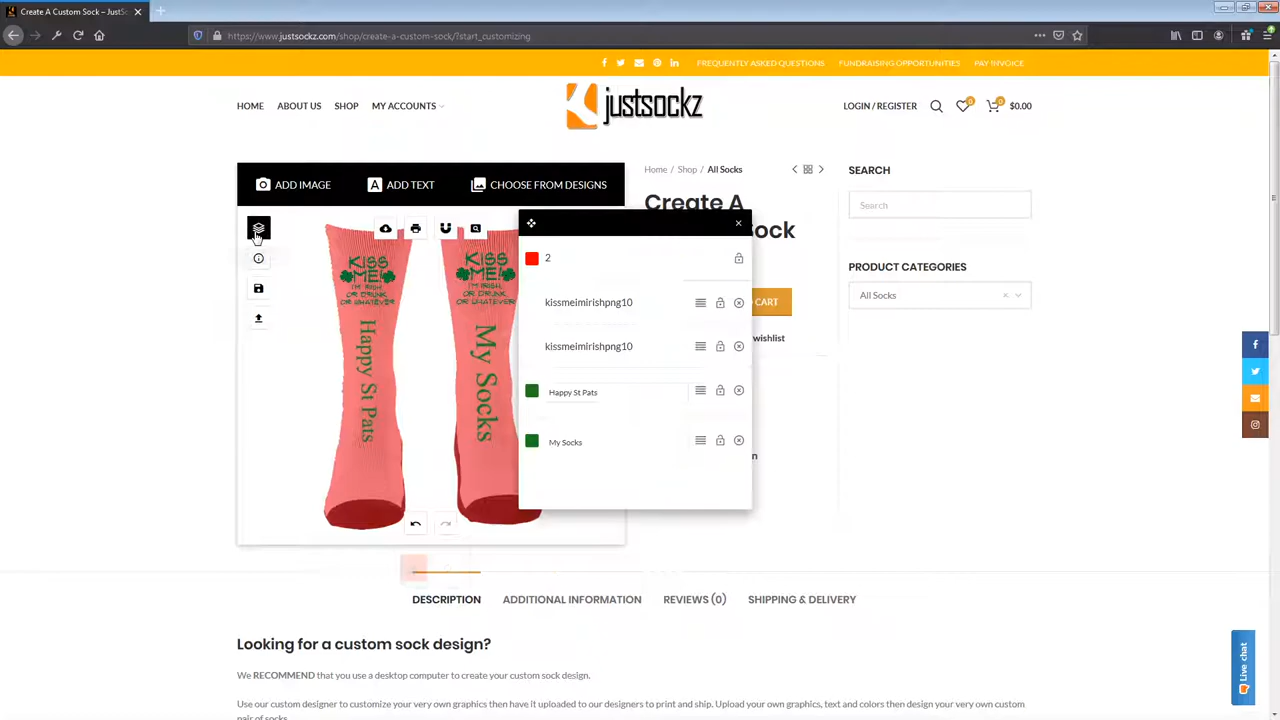 Create A Custom Sock – JustSo
https://www.justsockz.com/shop/create-a-custom-sock/?start_customizing
FREQUENTLY ASKED QUESTIONS
FUNDRAISING OPPORTUNITIES
PAY INVOICE
HOME
ABOUT US
SHOP
MY ACCOUNTS
justsockz
LOGIN / REGISTER
0
0
$0.00
ADD IMAGE
ADD TEXT
CHOOSE FROM DESIGNS
Home / Shop / All Socks
Create A
ock
CART
wishlist
SEARCH
Search
PRODUCT CATEGORIES
All Socks
KISS
ME!
I'M IRISH,
OR DRUNK
OR WHATEVER
Happy St Pats
KISS
ME!
I'M IRISH,
OR DRUNK
OR WHATEVER
My Socks
2
kissmeimirishpng10
kissmeimirishpng10
Happy St Pats
My Socks
n
DESCRIPTION
ADDITIONAL INFORMATION
REVIEWS (0)
SHIPPING & DELIVERY
Looking for a custom sock design?
We RECOMMEND that you use a desktop computer to create your custom sock design.
Use our custom designer to customize your very own graphics then have it uploaded to our designers to print and ship. Upload your own graphics, text and colors then design your very own custom
pair of socks.
Live chat